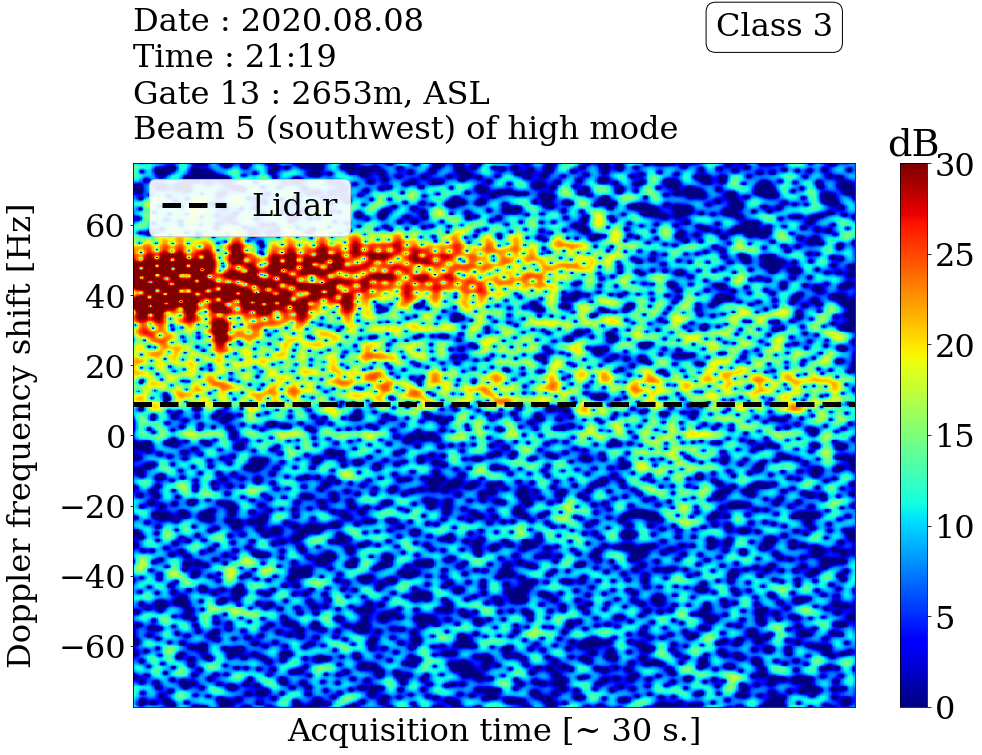 Date : 2020.08.08
Time : 21:19
Gate 13 : 2653m, ASL
Beam 5 (southwest) of high mode
Class 3
dB
Lidar
Doppler frequency shift [Hz]
60
40
20
0
−20
−40
−60
30
25
20
15
10
5
0
Acquisition time [~ 30 s.]